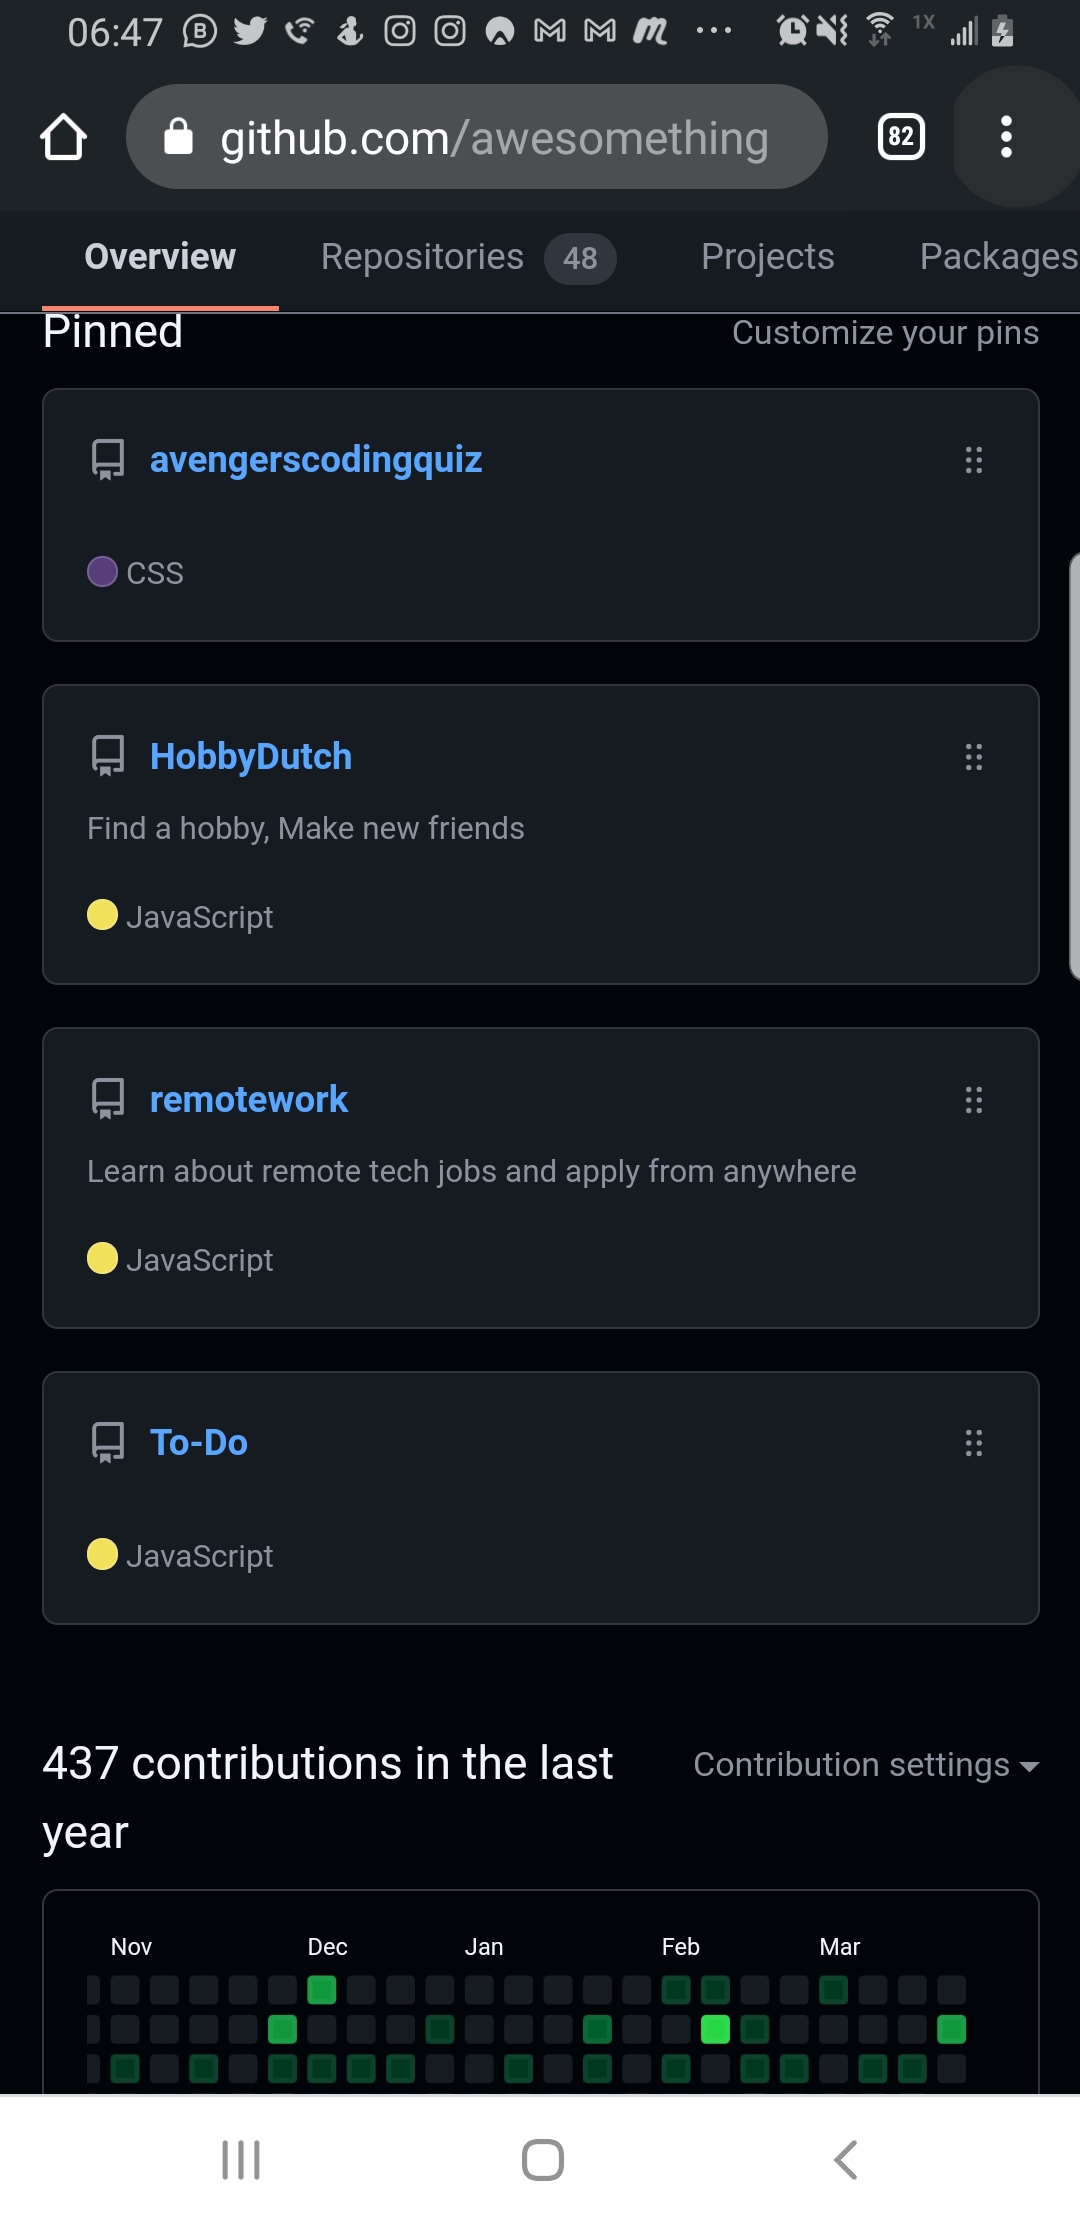 06:47
1X
github.com/awesomething
82
Overview Repositories 48 Projects Packages
Pinned Customize your pins
avengerscodingquiz
CSS
HobbyDutch
Find a hobby, Make new friends
JavaScript
remotework
Learn about remote tech jobs and apply from anywhere
JavaScript
To-Do
JavaScript
437 contributions in the last Contribution settings
year
Nov Dec Jan Feb Mar